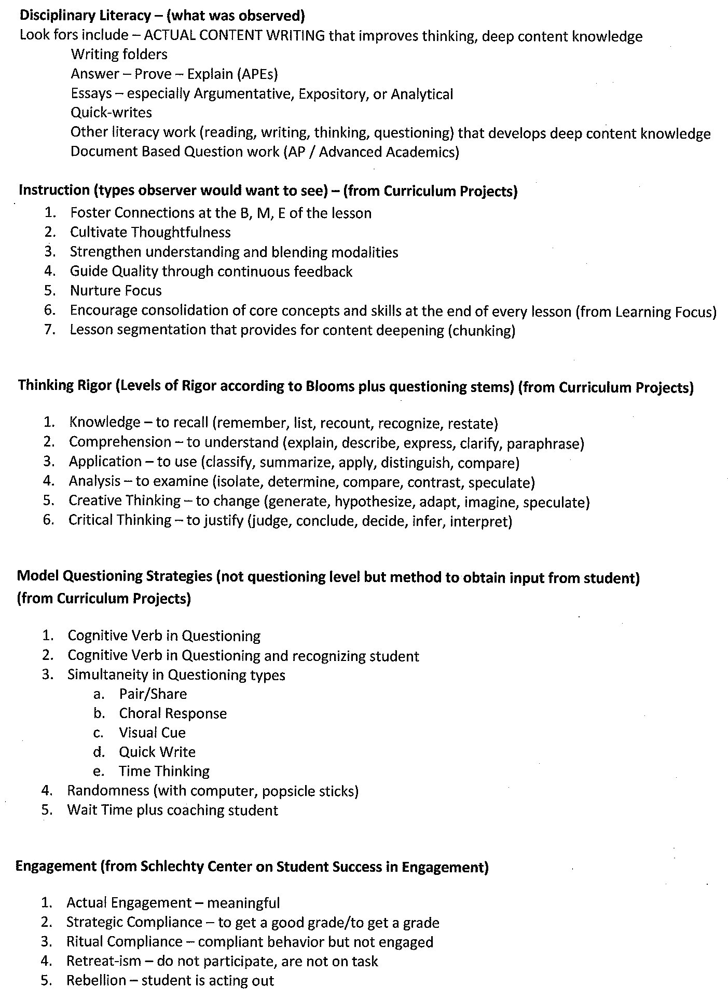 Disciplinary Literacy – (what was observed)
Look fors include – ACTUAL CONTENT WRITING that improves thinking, deep content knowledge
Writing folders
Answer – Prove – Explain (APEs)
Essays – especially Argumentative, Expository, or Analytical
Quick-writes
Other literacy work (reading, writing, thinking, questioning) that develops deep content knowledge
Document Based Question work (AP / Advanced Academics)
Instruction (types observer would want to see) – (from Curriculum Projects)
1. Foster Connections at the B, M, E of the lesson
2. Cultivate Thoughtfulness
3. Strengthen understanding and blending modalities
4. Guide Quality through continuous feedback
5. Nurture Focus
6. Encourage consolidation of core concepts and skills at the end of every lesson (from Learning Focus)
7. Lesson segmentation that provides for content deepening (chunking)
Thinking Rigor (Levels of Rigor according to Blooms plus questioning stems) (from Curriculum Projects)
1. Knowledge – to recall (remember, list, recount, recognize, restate)
2. Comprehension – to understand (explain, describe, express, clarify, paraphrase)
3. Application – to use (classify, summarize, apply, distinguish, compare)
4. Analysis – to examine (isolate, determine, compare, contrast, speculate)
5. Creative Thinking – to change (generate, hypothesize, adapt, imagine, speculate)
6. Critical Thinking – to justify (judge, conclude, decide, infer, interpret)
Model Questioning Strategies (not questioning level but method to obtain input from student)
(from Curriculum Projects)
1. Cognitive Verb in Questioning
2. Cognitive Verb in Questioning and recognizing student
3. Simultaneity in Questioning types
a. Pair/Share
b. Choral Response
c. Visual Cue
d. Quick Write
e. Time Thinking
4. Randomness (with computer, popsicle sticks)
5. Wait Time plus coaching student
Engagement (from Schlechty Center on Student Success in Engagement)
1. Actual Engagement – meaningful
2. Strategic Compliance – to get a good grade/to get a grade
3. Ritual Compliance – compliant behavior but not engaged
4. Retreat-ism – do not participate, are not on task
5. Rebellion – student is acting out